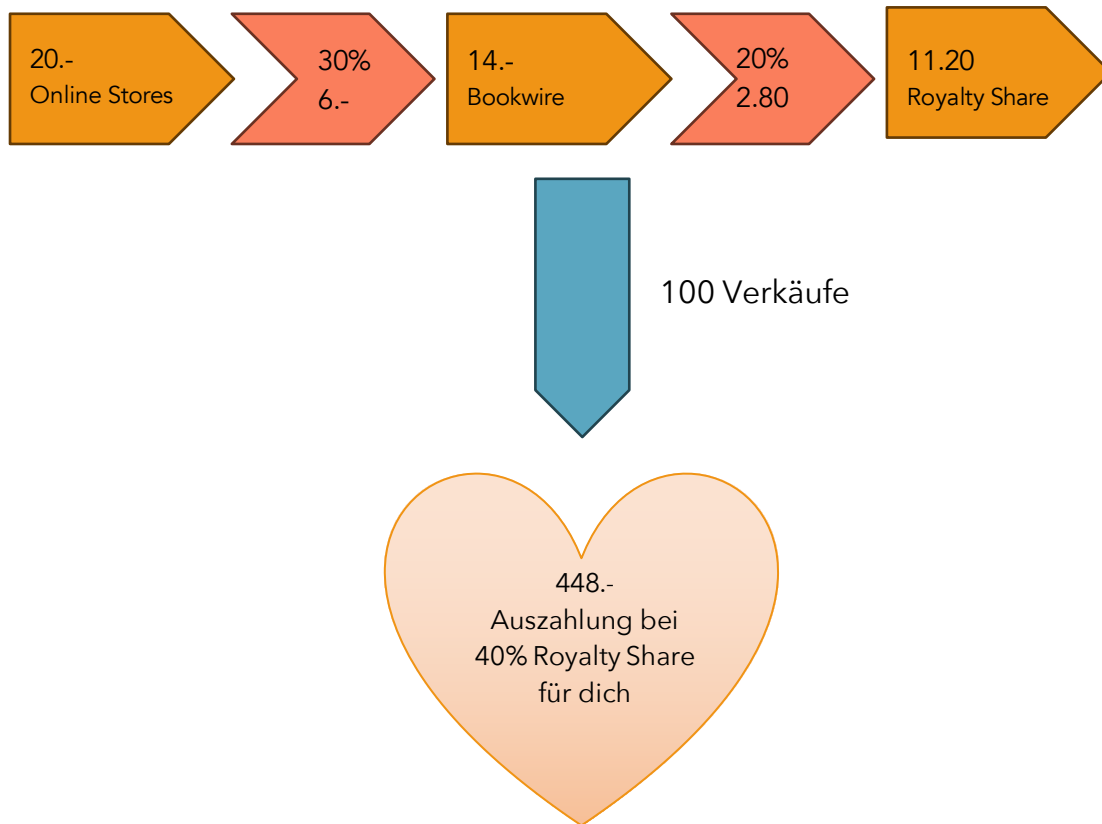 20.-
Online Stores
30%
6.-
14.-
Bookwire
20%
2.80
11.20
Royalty Share
100 Verkäufe
448.-
Auszahlung bei
40% Royalty Share
für dich